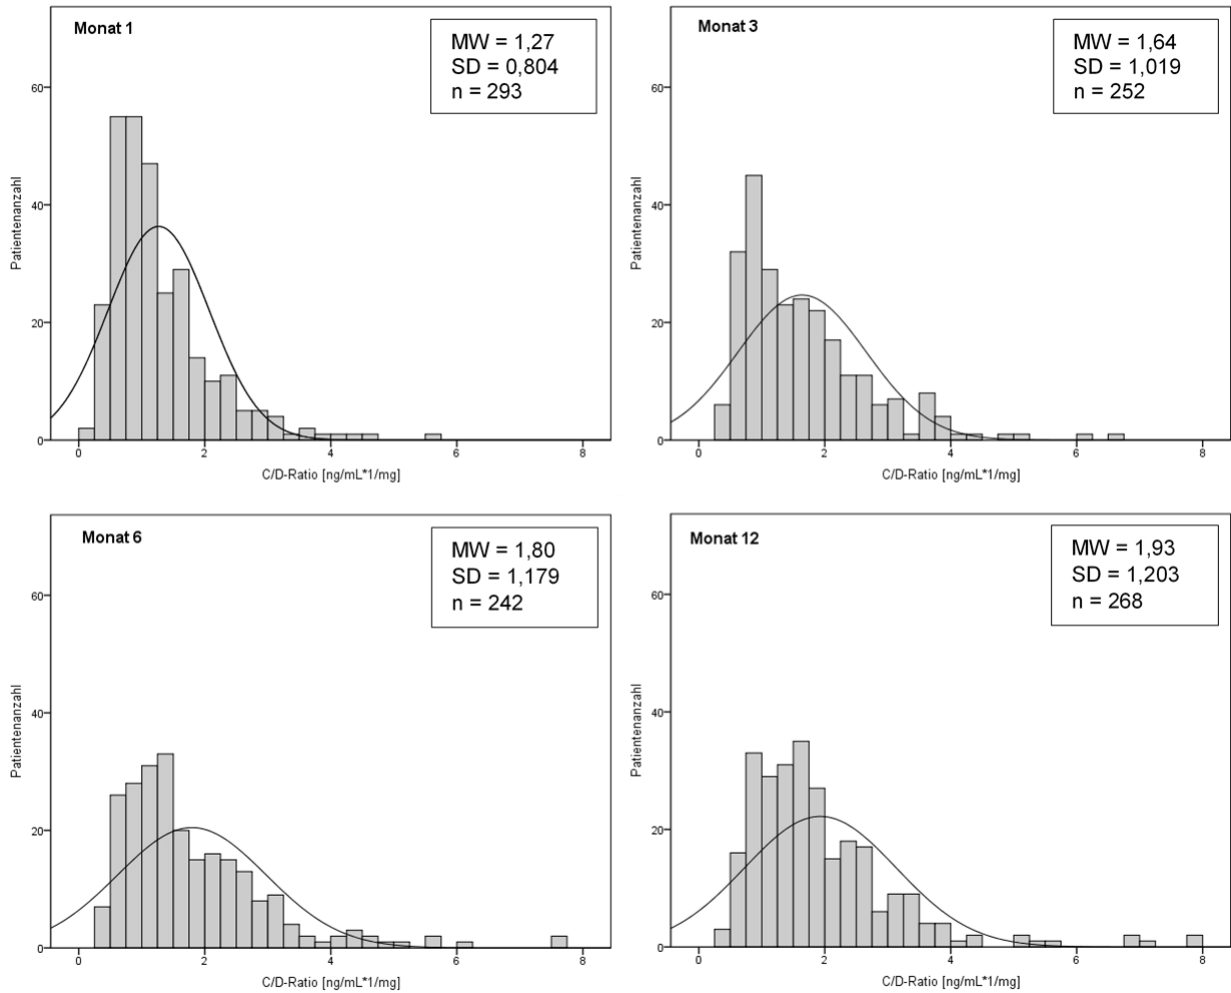 Monat 1
MW = 1,27
SD = 0,804
n = 293
60
40
20
0
Patientenanzahl
0 2 4 6 8
C/D-Ratio [ng/mL*1/mg]
Monat 3
MW = 1,64
SD = 1,019
n = 252
60
40
20
0
Patientenanzahl
0 2 4 6 8
C/D-Ratio [ng/mL*1/mg]
Monat 6
MW = 1,80
SD = 1,179
n = 242
60
40
20
0
Patientenanzahl
0 2 4 6 8
C/D-Ratio [ng/mL*1/mg]
Monat 12
MW = 1,93
SD = 1,203
n = 268
60
40
20
0
Patientenanzahl
0 2 4 6 8
C/D-Ratio [ng/mL*1/mg]